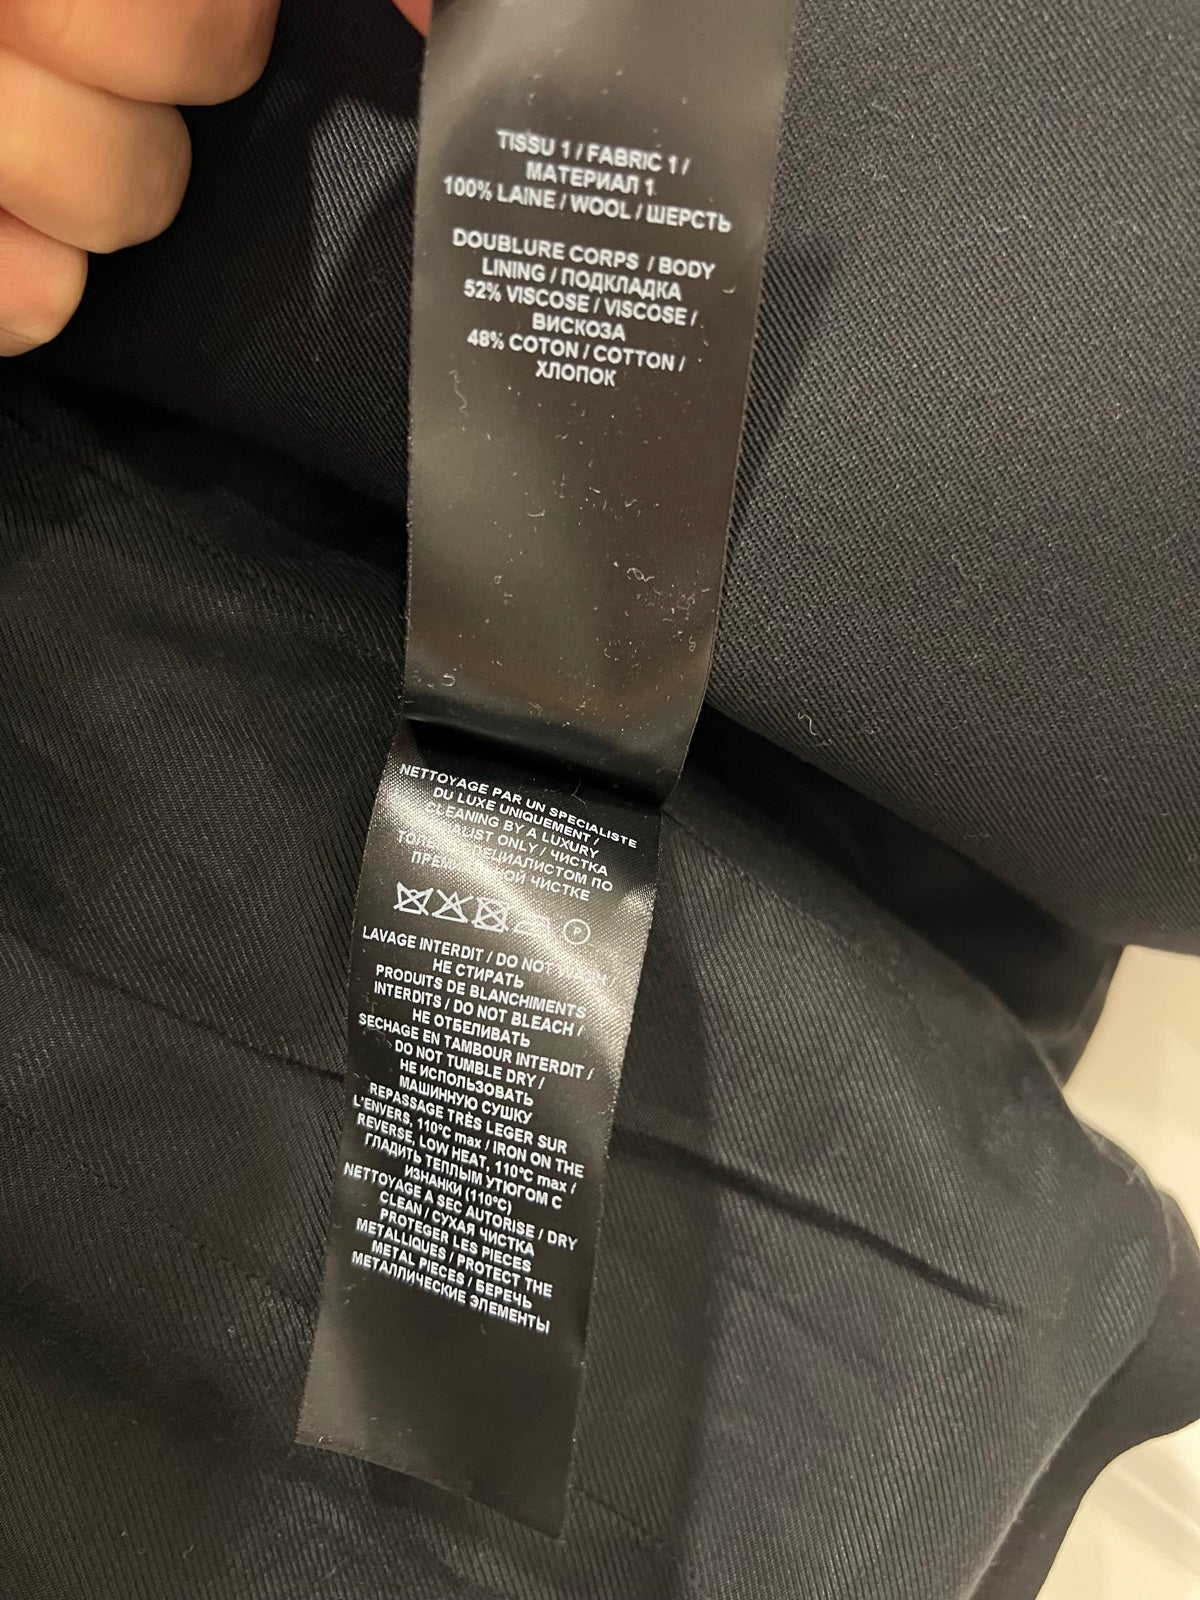 TISSU 1 / FABRIC 1 /
МАТЕРИАЛ 1
100% LAINE / WOOL / ШЕРСТЬ
DOUBLURE CORPS / BODY
LINING / ПОДКЛАДКА
52% VISCOSE / VISCOSE /
ВИСКОЗА
48% COTON / COTTON /
ХЛОПОК
NETTOYAGE PAR UN SPECIALISTE
DU LUXE UNIQUEMENT /
CLEANING BY A LUXURY
ONLY / ЧИСТКА
ПО
ЧИСТКЕ
P
LAVAGE INTERDIT / DO NOT WASH /
НЕ СТИРАТЬ
PRODUITS DE BLANCHIMENTS
INTERDITS / DO NOT BLEACH /
НЕ ОТБЕЛИВАТЬ
SECHAGE EN TAMBOUR INTERDIT /
DO NOT TUMBLE DRY /
НЕ ИСПОЛЬЗОВАТЬ
МАШИННУЮ СУШКУ
REPASSAGE TRÈS LEGER SUR
L'ENVERS, 110°C max / IRON ON THE
REVERSE, LOW HEAT, 110°C max /
ГЛАДИТЬ ТЕПЛЫМ УТЮГОМ С
ИЗНАНКИ (110°C)
NETTOYAGE A SEC AUTORISE / DRY
CLEAN / СУХАЯ ЧИСТКА
PROTEGER LES PIECES
METALLIQUES / PROTECT THE
METAL PIECES / БЕРЕЧЬ
МЕТАЛЛИЧЕСКИЕ ЭЛЕМЕНТЫ